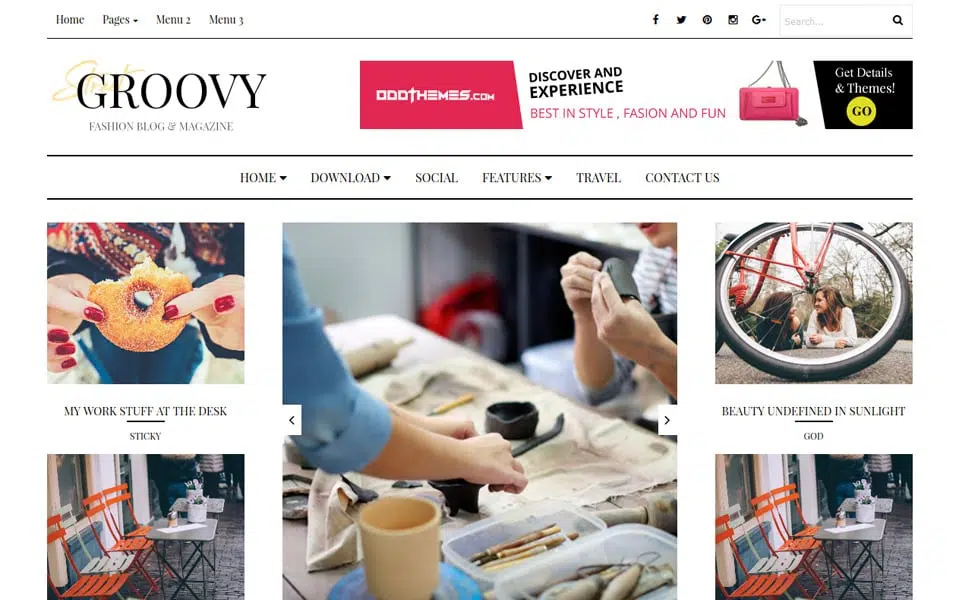 Home Pages Menu 2 Menu 3
Search...
Street
GROOVY
FASHION BLOG & MAGAZINE
ODDTHEMES.COM
DISCOVER AND
EXPERIENCE
BEST IN STYLE , FASION AND FUN
Get Details
& Themes!
GO
HOME DOWNLOAD SOCIAL FEATURES TRAVEL CONTACT US
MY WORK STUFF AT THE DESK
STICKY
BEAUTY UNDEFINED IN SUNLIGHT
GOD